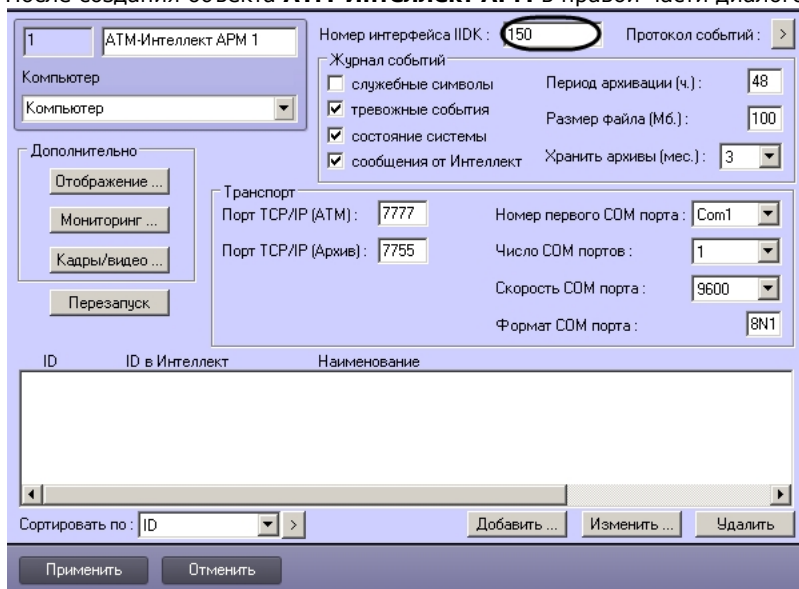 После создания объекта АТМ-Интеллект АРМ в правой части диалого
1 АТМ-Интеллект АРМ 1
Компьютер
Компьютер
Номер интерфейса IIDK : 150 Протокол событий : >
Журнал событий
служебные символы Период архивации (ч.) : 48
тревожные события Размер файла (Мб.) : 100
состояние системы
сообщения от Интеллект Хранить архивы (мес.) : 3
Дополнительно
Отображение ...
Мониторинг ...
Кадры/видео ...
Перезапуск
Транспорт
Порт TCP/IP (АТМ) : 7777 Номер первого COM порта : Com1
Порт TCP/IP (Архив) : 7755 Число COM портов : 1
Скорость COM порта : 9600
Формат COM порта : 8N1
ID ID в Интеллект Наименование
Сортировать по : ID > Добавить ... Изменить ... Удалить
Применить Отменить